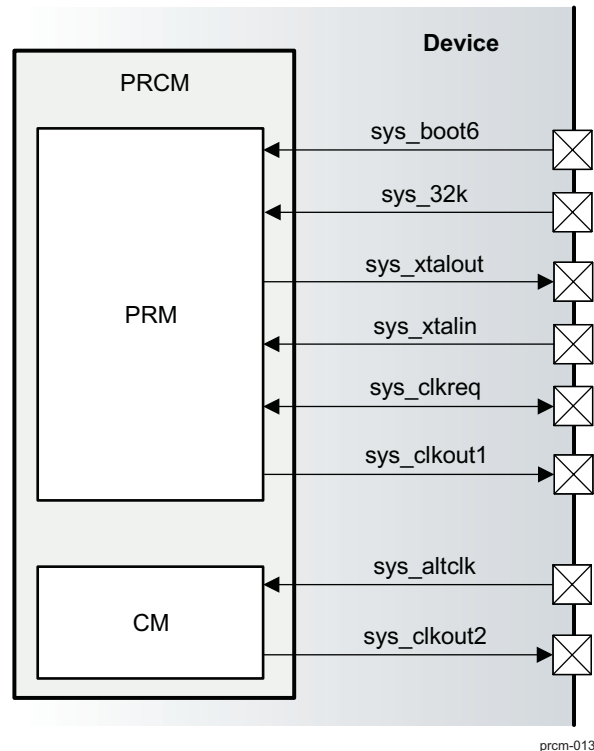 Device
PRCM
sys_boot6
sys_32k
sys_xtalout
PRM
sys_xtalin
sys_clkreq
sys_clkout1
sys_altclk
CM
sys_clkout2
prcm-013